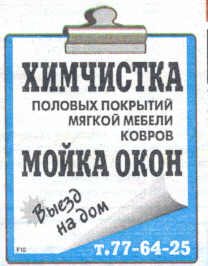 ХИМЧИСТКА
ПОЛОВЫХ ПОКРЫТИЙ
МЯГКОЙ МЕБЕЛИ
КОВРОВ
МОЙКА ОКОН
Выезд
на дом
т.77-64-25